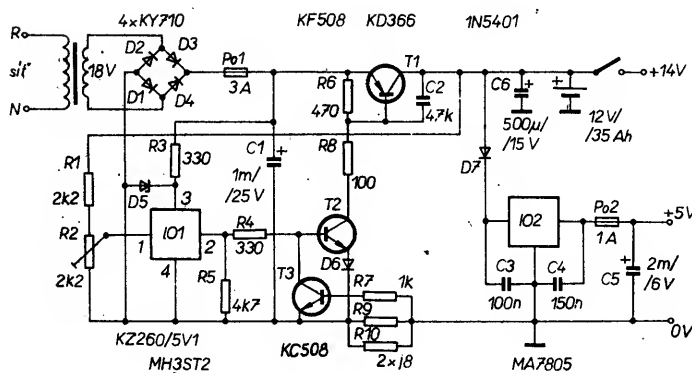 4×KY710 KF508 KD366 1N5401
R síť N
18V
D2 D3
D1 D4
Po1
3A
R6
470
T1
C2
4.7k
C6
500µ/
15V
12V/
35Ah
+14V
R1
2k2
R3
330
C1
1m/
/25V
R8
100
D7
D5
3
T2
R2
2k2
1 IO1 2
4
R4
330
IO2
Po2
1A
+5V
T3
D6
R5
4k7
R7 1k
R9
R10
2×j8
C3
100n
C4
150n
C5
2m/
/6V
0V
KZ260/5V1
MH3ST2
KC508
MA7805